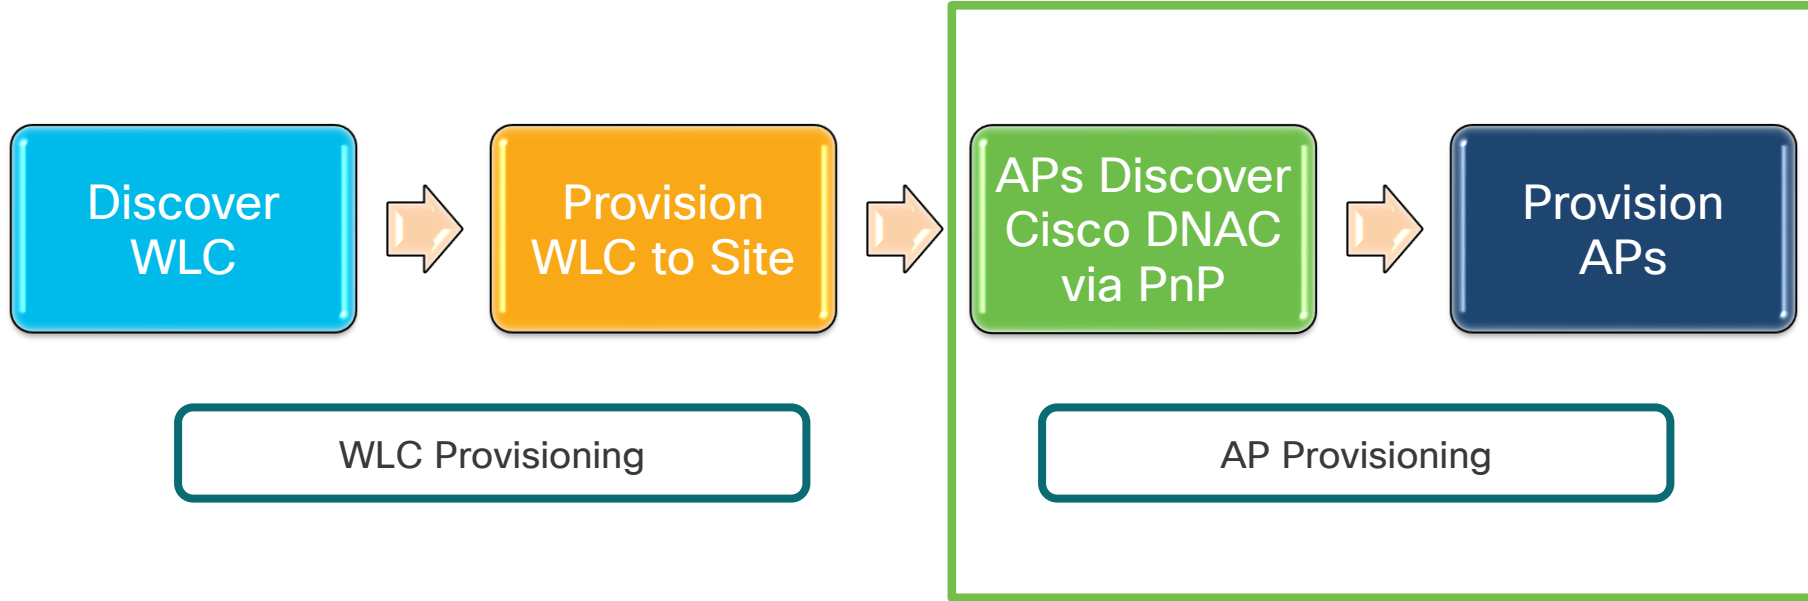 Discover
WLC
Provision
WLC to Site
APs Discover
Cisco DNAC
via PnP
Provision
APs
WLC Provisioning
AP Provisioning